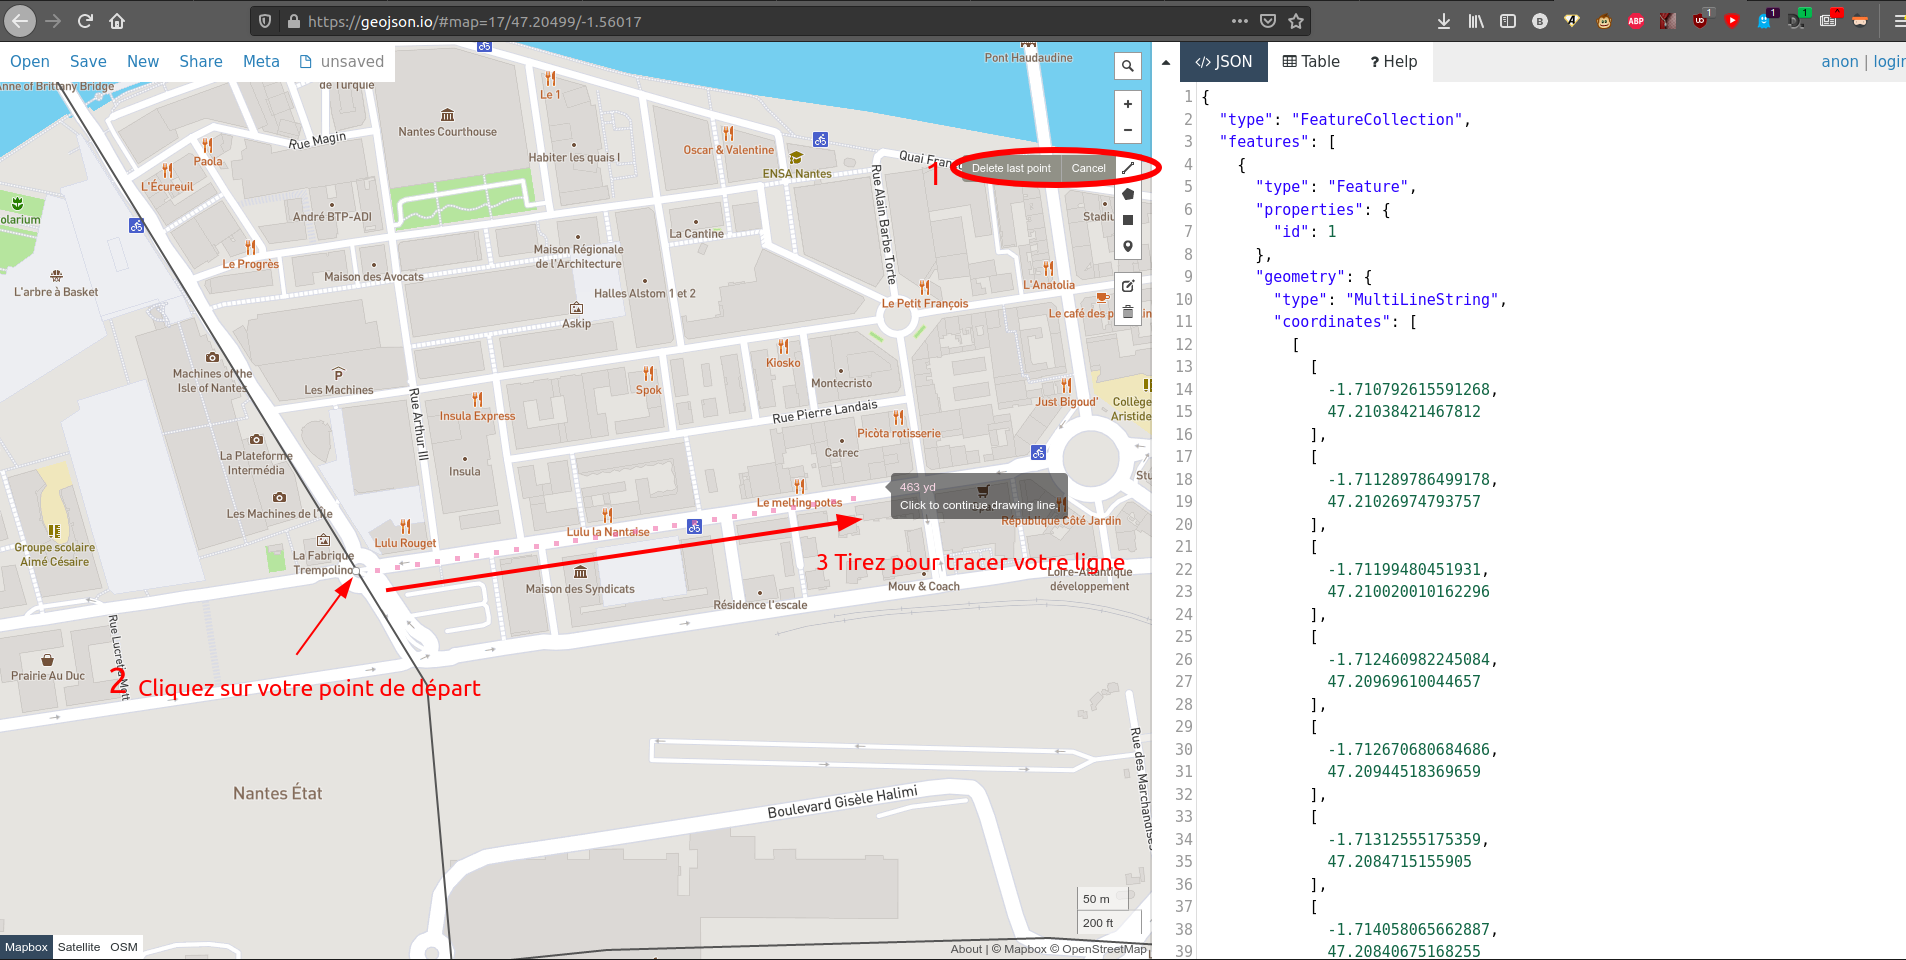 https://geojson.io/#map=17/47.20499/-1.56017
Open Save New Share Meta unsaved
</> JSON Table ? Help
anon | login
Anne of Brittany Bridge
de Turquie
Le 1
Pont Haudaudine
Nantes Courthouse
Rue Magin
Paola
L'Écureuil
Habiter les quais I
Oscar & Valentine
ENSA Nantes
Quai Fran
1
Delete last point Cancel
Rue Alain Barbe Torte
Stadiu
olarium
André BTP-ADI
La Cantine
Maison Régionale
de l'Architecture
Le Progrès
Maison des Avocats
L'arbre à Basket
Halles Alstom 1 et 2
L'Anatolia
Le Petit François
Le café des p
Askip
Machines of the
Isle of Nantes
Les Machines
Kiosko
Spok
Montecristo
Rue Arthur III
Insula Express
Rue Pierre Landais
Just Bigoud'
Collège
Aristide
Picòta rotisserie
Catrec
La Plateforme
Intermédia
Insula
Stu
463 yd
Click to continue drawing line.
Le melting potes
Les Machines de l'Île
République Côté Jardin
Lulu la Nantaise
Lulu Rouget
Groupe scolaire
Aimé Césaire
La Fabrique
Trempolino
3 Tirez pour tracer votre ligne
Loire-Atlantique
développement
Maison des Syndicats
Mouv & Coach
Résidence l'escale
Rue Lucretia Mott
Prairie Au Duc
2 Cliquez sur votre point de départ
Rue des Marchandises
Nantes État
Boulevard Gisèle Halimi
50 m
200 ft
Mapbox Satellite OSM
About | © Mapbox © OpenStreetMap
1 {
2 "type": "FeatureCollection",
3 "features": [
4 {
5 "type": "Feature",
6 "properties": {
7 "id": 1
8 },
9 "geometry": {
10 "type": "MultiLineString",
11 "coordinates": [
12 [
13 [
14 -1.710792615591268,
15 47.21038421467812
16 ],
17 [
18 -1.7112897864991​78,
19 47.21026974793757
20 ],
21 [
22 -1.71199480451931,
23 47.210020010162296
24 ],
25 [
26 -1.712460982245084,
27 47.20969610044657
28 ],
29 [
30 -1.712670680684686,
31 47.20944518369659
32 ],
33 [
34 -1.71312555175359,
35 47.2084715155905
36 ],
37 [
38 -1.714058065662887,
39 47.20840675168255